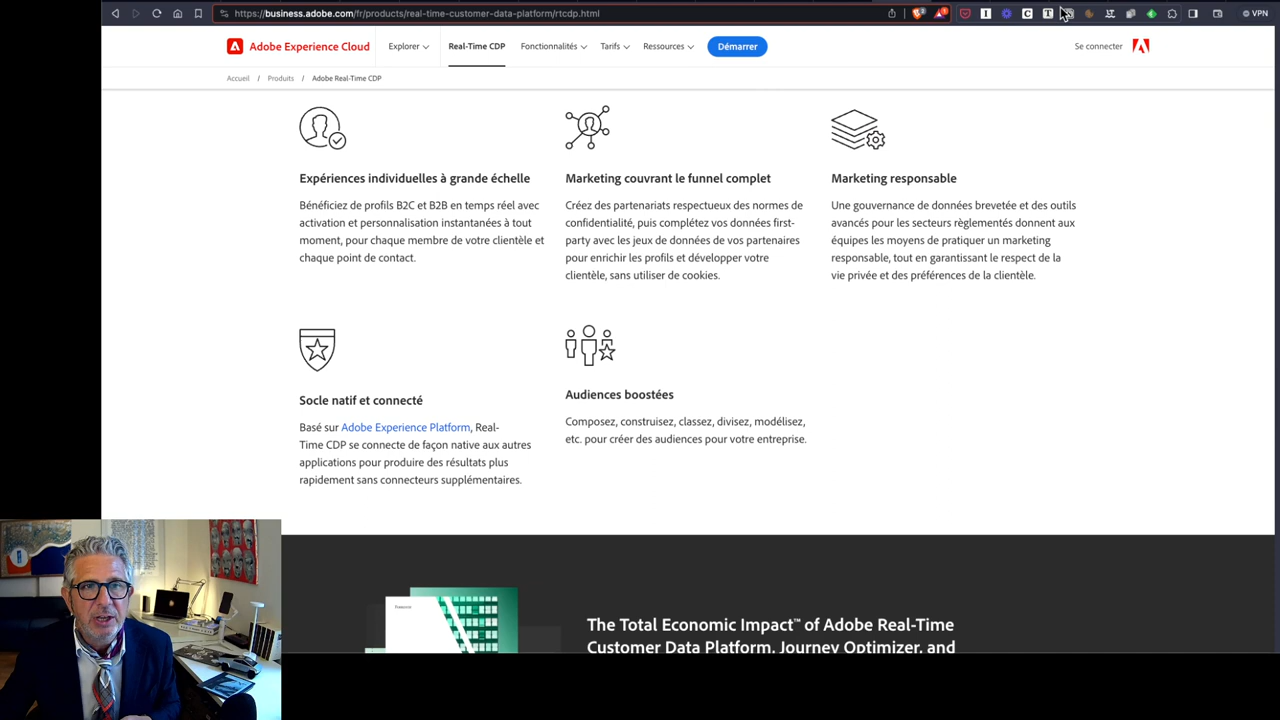 https://business.adobe.com/fr/products/real-time-customer-data-platform/rtcdp.html
VPN
Adobe Experience Cloud
Explorer
Real-Time CDP
Fonctionnalités
Tarifs
Ressources
Démarrer
Se connecter
Accueil / Produits / Adobe Real-Time CDP
Expériences individuelles à grande échelle
Bénéficiez de profils B2C et B2B en temps réel avec
activation et personnalisation instantanées à tout
moment, pour chaque membre de votre clientèle et
chaque point de contact.
Marketing couvrant le funnel complet
Créez des partenariats respectueux des normes de
confidentialité, puis complétez vos données first-
party avec les jeux de données de vos partenaires
pour enrichir les profils et développer votre
clientèle, sans utiliser de cookies.
Marketing responsable
Une gouvernance de données brevetée et des outils
avancés pour les secteurs règlementés donnent aux
équipes les moyens de pratiquer un marketing
responsable, tout en garantissant le respect de la
vie privée et des préférences de la clientèle.
Socle natif et connecté
Basé sur Adobe Experience Platform, Real-
Time CDP se connecte de façon native aux autres
applications pour produire des résultats plus
rapidement sans connecteurs supplémentaires.
Audiences boostées
Composez, construisez, classez, divisez, modélisez,
etc. pour créer des audiences pour votre entreprise.
The Total Economic Impact™ of Adobe Real-Time
Customer Data Platform, Journey Optimizer, and